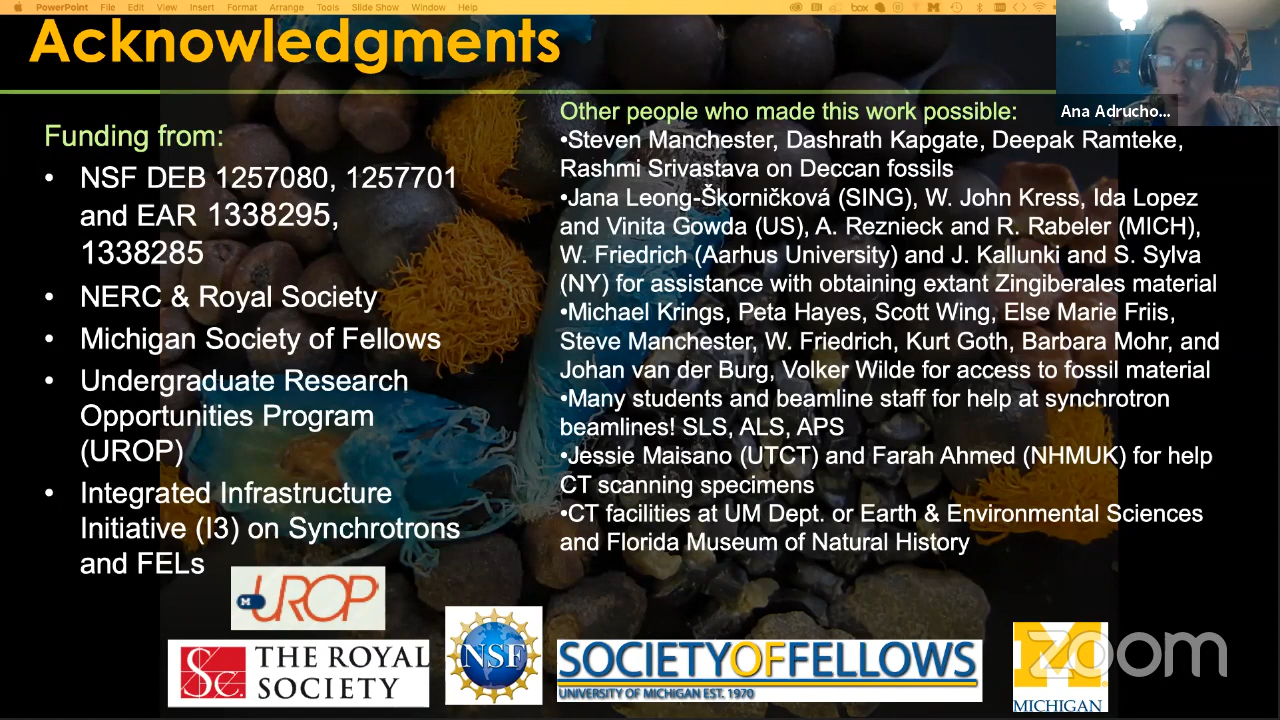 PowerPoint File Edit View Insert Format Arrange Tools Slide Show Window Help
box
Acknowledgments
Ana Adrucho...
Funding from:
• NSF DEB 1257080, 1257701
and EAR 1338295,
1338285
• NERC & Royal Society
• Michigan Society of Fellows
• Undergraduate Research
Opportunities Program
(UROP)
• Integrated Infrastructure
Initiative (I3) on Synchrotrons
and FELs
Other people who made this work possible:
•Steven Manchester, Dashrath Kapgate, Deepak Ramteke,
Rashmi Srivastava on Deccan fossils
•Jana Leong-Škorničková (SING), W. John Kress, Ida Lopez
and Vinita Gowda (US), A. Reznieck and R. Rabeler (MICH),
W. Friedrich (Aarhus University) and J. Kallunki and S. Sylva
(NY) for assistance with obtaining extant Zingiberales material
•Michael Krings, Peta Hayes, Scott Wing, Else Marie Friis,
Steve Manchester, W. Friedrich, Kurt Goth, Barbara Mohr, and
Johan van der Burg, Volker Wilde for access to fossil material
•Many students and beamline staff for help at synchrotron
beamlines! SLS, ALS, APS
•Jessie Maisano (UTCT) and Farah Ahmed (NHMUK) for help
CT scanning specimens
•CT facilities at UM Dept. or Earth & Environmental Sciences
and Florida Museum of Natural History
M UROP
THE ROYAL
SOCIETY
NSF
SOCIETYOFFELLOWS
UNIVERSITY OF MICHIGAN EST. 1970
M
MICHIGAN
zoom